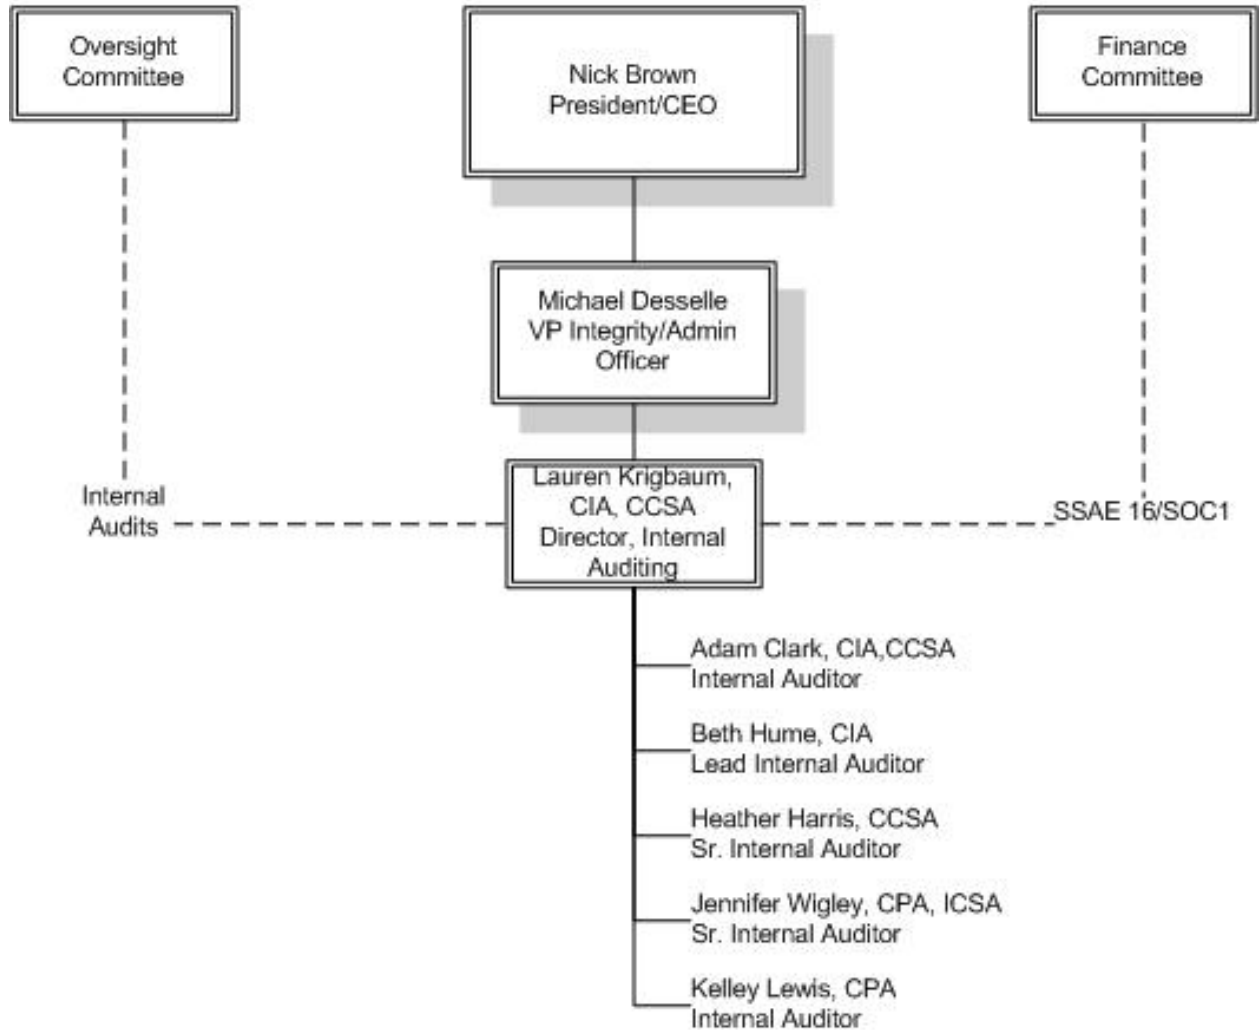 Oversight
Committee
Nick Brown
President/CEO
Finance
Committee
Michael Desselle
VP Integrity/Admin
Officer
Lauren Krigbaum,
CIA, CCSA
Director, Internal
Auditing
Internal
Audits
SSAE 16/SOC1
Adam Clark, CIA,CCSA
Internal Auditor
Beth Hume, CIA
Lead Internal Auditor
Heather Harris, CCSA
Sr. Internal Auditor
Jennifer Wigley, CPA, ICSA
Sr. Internal Auditor
Kelley Lewis, CPA
Internal Auditor